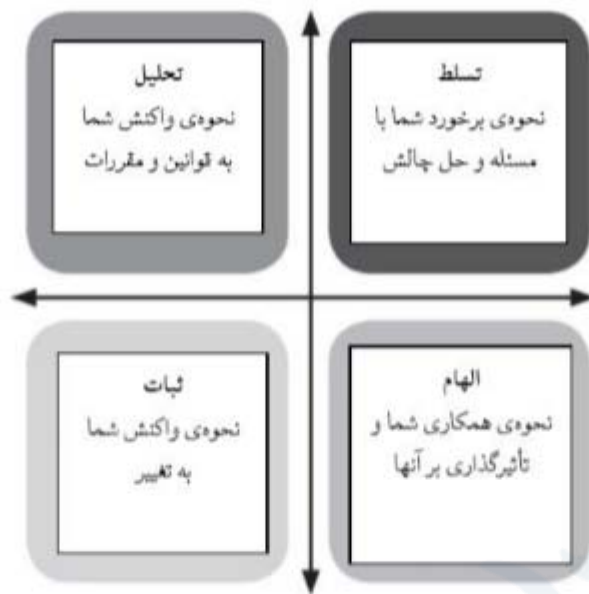 تسلط
نحوه‌ی برخورد شما با
مسئله و حل چالش
تحلیل
نحوه‌ی واکنش شما
به قوانین و مقررات
الهام
نحوه‌ی همکاری شما و
تأثیرگذاری بر آنها
ثبات
نحوه‌ی واکنش شما
به تغییر